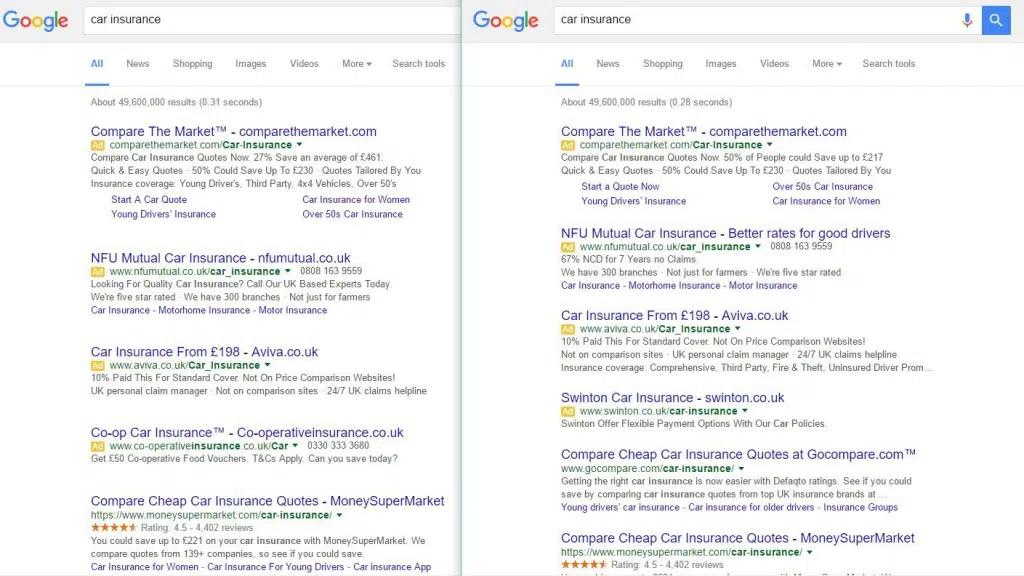 Google
car insurance
All News Shopping Images Videos More Search tools
About 49,600,000 results (0.31 seconds)
Compare The Market™ - comparethemarket.com
Ad comparethemarket.com/Car-Insurance
Compare Car Insurance Quotes Now. 27% Save an average of £461.
Quick & Easy Quotes · 50% Could Save Up To £230 · Quotes Tailored By You
Insurance coverage: Young Driver's, Third Party, 4x4 Vehicles, Over 50's
Start A Car Quote Car Insurance for Women
Young Drivers' Insurance Over 50s Car Insurance
NFU Mutual Car Insurance - nfumutual.co.uk
Ad www.nfumutual.co.uk/car_insurance 0808 163 9559
Looking For Quality Car Insurance? Call Our UK Based Experts Today.
We're five star rated · We have 300 branches · Not just for farmers
Car Insurance - Motorhome Insurance - Motor Insurance
Car Insurance From £198 - Aviva.co.uk
Ad www.aviva.co.uk/Car_Insurance
10% Paid This For Standard Cover. Not On Price Comparison Websites!
UK personal claim manager · Not on comparison sites · 24/7 UK claims helpline
Co-op Car Insurance™ - Co-operativeinsurance.co.uk
Ad www.co-operativeinsurance.co.uk/Car 0330 333 3680
Get £50 Co-operative Food Vouchers. T&Cs Apply. Can you save today?
Compare Cheap Car Insurance Quotes - MoneySuperMarket
https://www.moneysupermarket.com/car-insurance/
Rating: 4.5 - 4,402 reviews
You could save up to £221 on your car insurance with MoneySuperMarket. We
compare quotes from 139+ companies, so see if you could save.
Car Insurance for Women - Car Insurance For Young Drivers - Car insurance App
Google
car insurance
All News Shopping Images Videos More Search tools
About 49,600,000 results (0.28 seconds)
Compare The Market™ - comparethemarket.com
Ad comparethemarket.com/Car-Insurance
Compare Car Insurance Quotes Now. 50% of People could Save up to £217
Quick & Easy Quotes · 50% Could Save Up To £230 · Quotes Tailored By You
Start a Quote Now Over 50s Car Insurance
Young Drivers' Insurance Car Insurance for Women
NFU Mutual Car Insurance - Better rates for good drivers
Ad www.nfumutual.co.uk/car_insurance 0808 163 9559
67% NCD for 7 Years no Claims.
We have 300 branches · Not just for farmers · We're five star rated
Car Insurance - Motorhome Insurance - Motor Insurance
Car Insurance From £198 - Aviva.co.uk
Ad www.aviva.co.uk/Car_Insurance
10% Paid This For Standard Cover. Not On Price Comparison Websites!
Not on comparison sites · UK personal claim manager · 24/7 UK claims helpline
Insurance coverage: Comprehensive, Third Party, Fire & Theft, Uninsured Driver Prom...
Swinton Car Insurance - swinton.co.uk
Ad www.swinton.co.uk/car-insurance
Swinton Offer Flexible Payment Options With Our Car Policies.
Compare Cheap Car Insurance Quotes at Gocompare.com™
www.gocompare.com/car-insurance/
Getting the right car insurance is now easier with Defaqto ratings. See if you could
save by comparing car insurance quotes from top UK insurance brands at ...
Young drivers' car insurance - Car insurance for older drivers - Insurance Groups
Compare Cheap Car Insurance Quotes - MoneySuperMarket
https://www.moneysupermarket.com/car-insurance/
Rating: 4.5 - 4,402 reviews